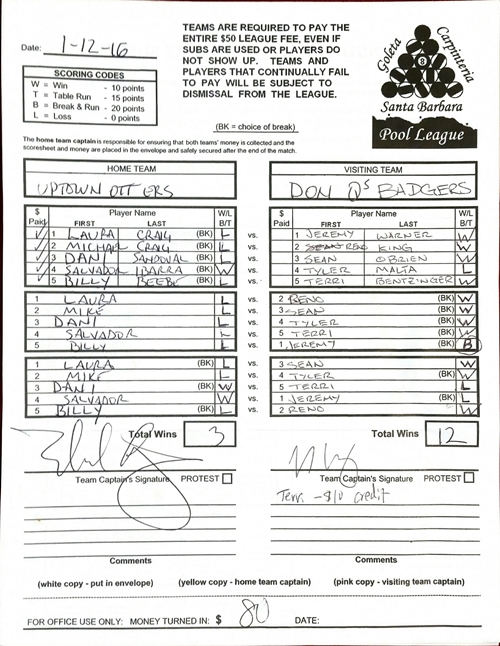 Date: 1-12-16
TEAMS ARE REQUIRED TO PAY THE
ENTIRE $50 LEAGUE FEE, EVEN IF
SUBS ARE USED OR PLAYERS DO
NOT SHOW UP. TEAMS AND
PLAYERS THAT CONTINUALLY FAIL
TO PAY WILL BE SUBJECT TO
DISMISSAL FROM THE LEAGUE.
(BK = choice of break)
SCORING CODES
W = Win - 10 points
T = Table Run - 15 points
B = Break & Run - 20 points
L = Loss - 0 points
Goleta Carpinteria
8
Santa Barbara
Pool League
The home team captain is responsible for ensuring that both teams' money is collected and the
scoresheet and money are placed in the envelope and safely secured after the end of the match.
HOME TEAM VISITING TEAM
UPTOWN OTTERS DON Q'S BADGERS
$ Paid Player Name FIRST LAST W/L B/T $ Paid Player Name FIRST LAST W/L B/T
1 LAURA CRAIG (BK) L vs. 1 JEREMY WARNER W
2 MICHAEL CRAIG (BK) L vs. 2 RENO KING W
3 DANI SANDOVAL (BK) L vs. 3 SEAN O'BRIEN W
4 SALVADOR IBARRA (BK) W vs. 4 TYLER MALTA L
5 BILLY BEEBE (BK) L vs. 5 TERRI BENTZINGER W
1 LAURA L vs. 2 RENO (BK) W
2 MIKE L vs. 3 SEAN (BK) W
3 DANI L vs. 4 TYLER (BK) W
4 SALVADOR L vs. 5 TERRI (BK) W
5 BILLY L vs. 1 JEREMY (BK) B
1 LAURA (BK) L vs. 3 SEAN W
2 MIKE L vs. 4 TYLER (BK) W
3 DANI (BK) W vs. 5 TERRI L
4 SALVADOR W vs. 1 JEREMY (BK) L
5 BILLY (BK) L vs. 2 RENO W
Total Wins 3 Total Wins 12
Team Captain's Signature PROTEST Team Captain's Signature PROTEST
Terri - $10 credit
Comments Comments
(white copy - put in envelope) (yellow copy - home team captain) (pink copy - visiting team captain)
FOR OFFICE USE ONLY: MONEY TURNED IN: $ 80 DATE: